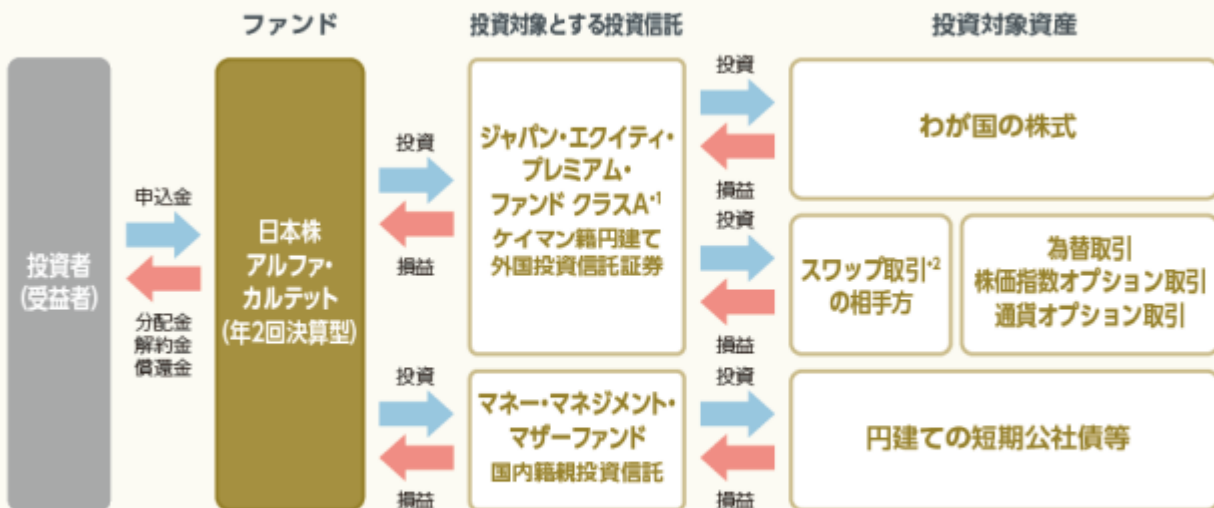 ファンド
投資対象とする投資信託
投資対象資産
投資者
(受益者)
申込金
分配金
解約金
償還金
日本株
アルファ・
カルテット
(年2回決算型)
投資
損益
ジャパン・エクイティ・
プレミアム・
ファンド クラスA*1
ケイマン籍円建て
外国投資信託証券
投資
損益
わが国の株式
投資
損益
スワップ取引*2
の相手方
為替取引
株価指数オプション取引
通貨オプション取引
投資
損益
マネー・マネジメント・
マザーファンド
国内籍親投資信託
投資
損益
円建ての短期公社債等